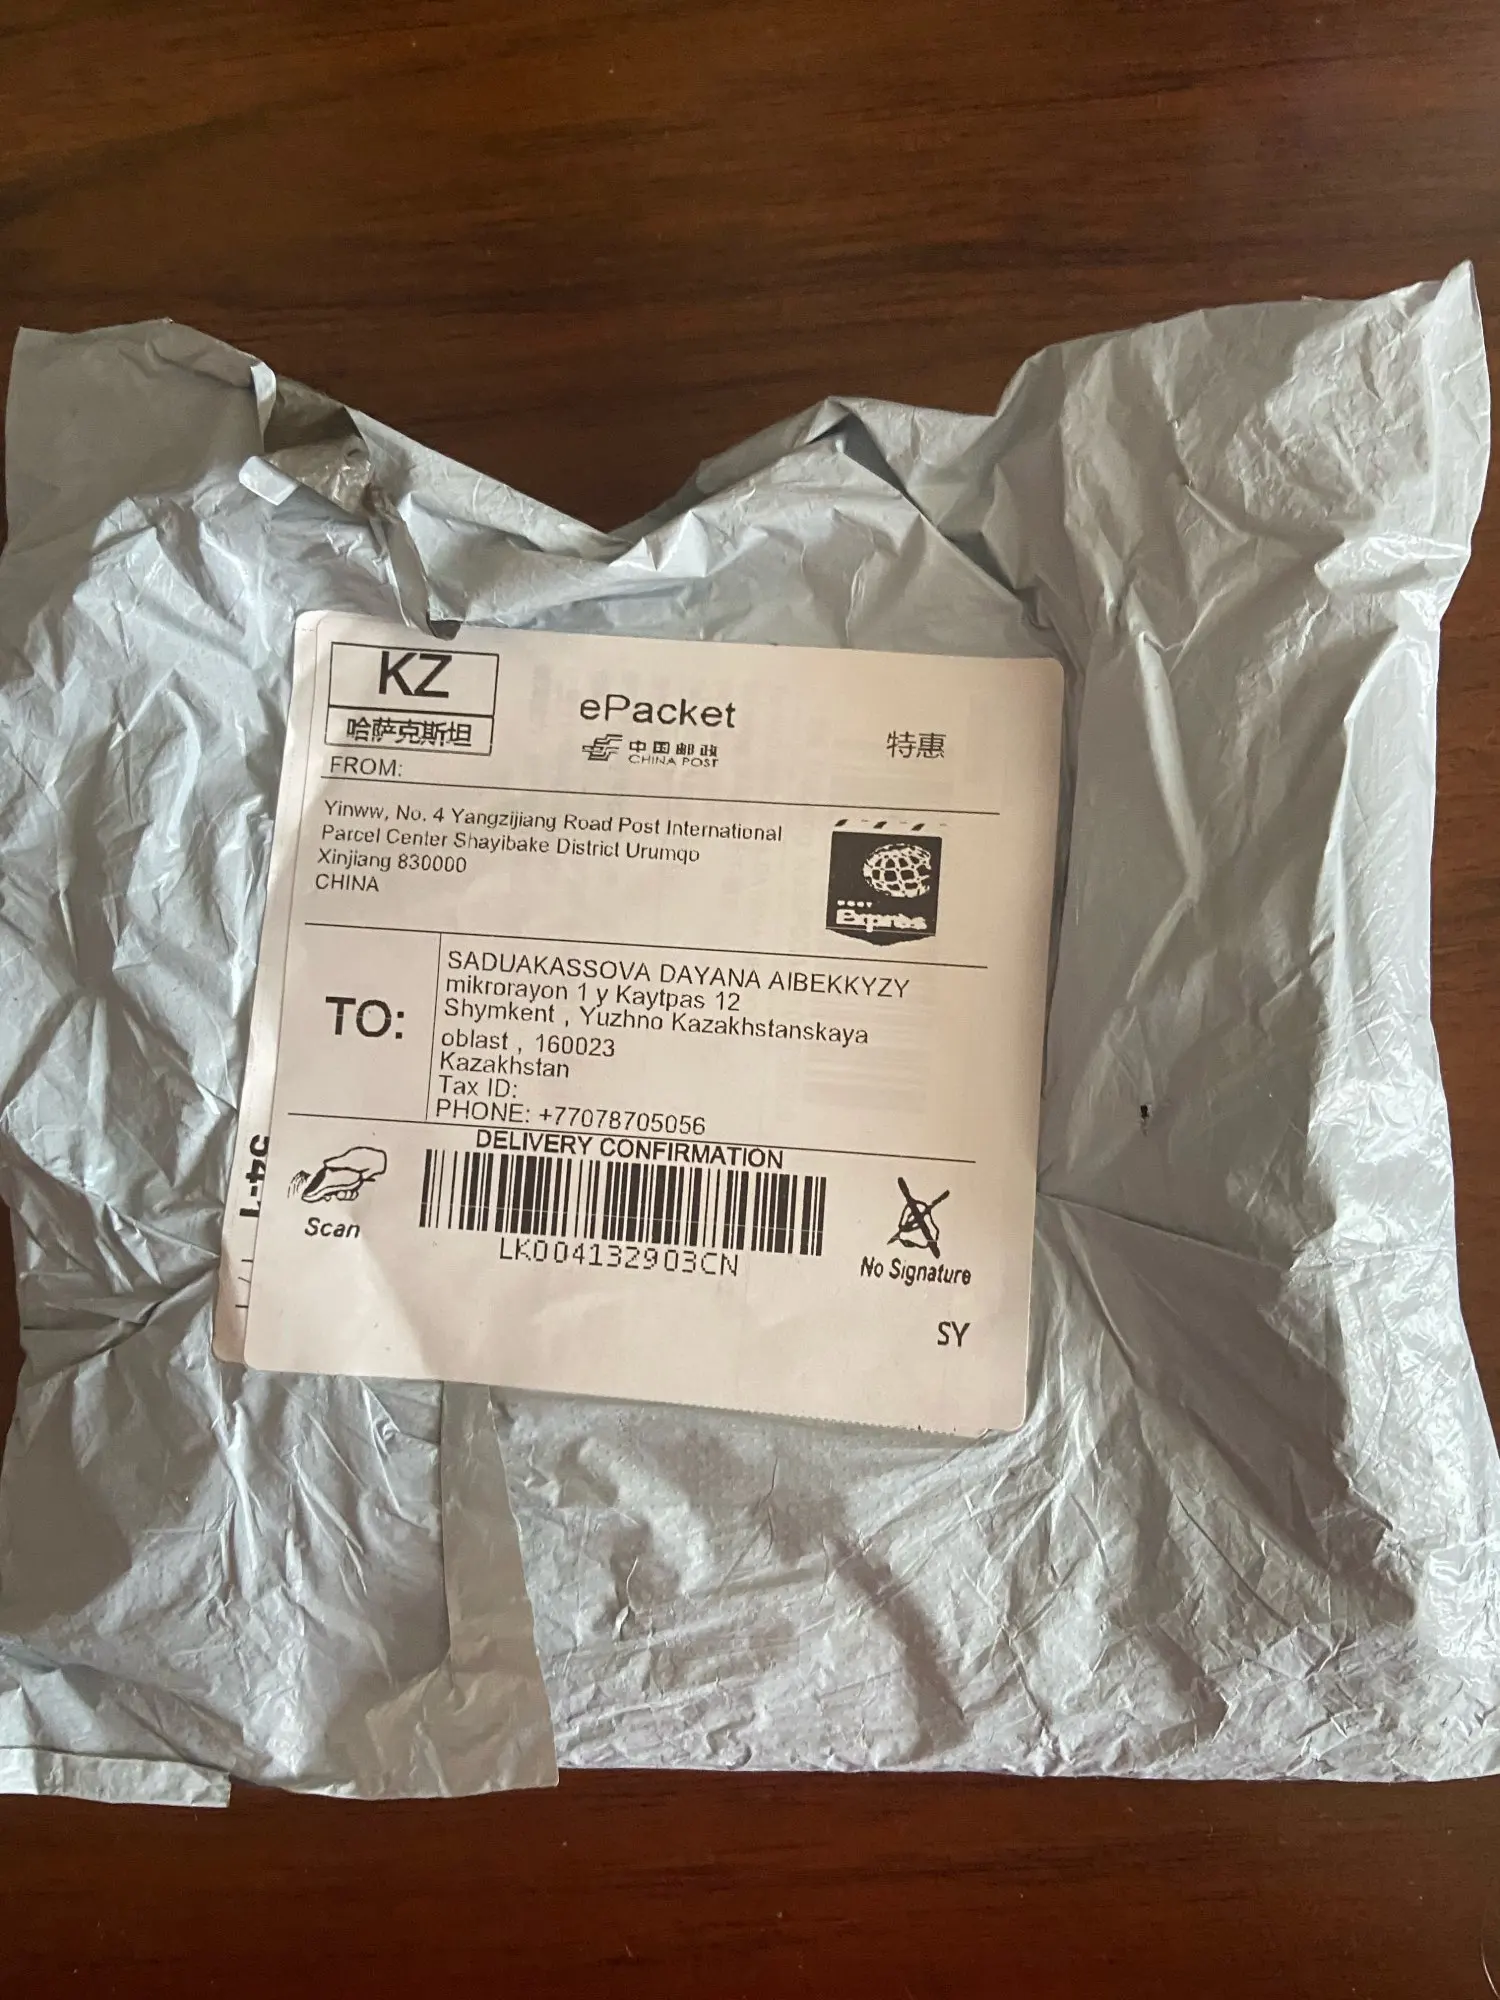 KZ
哈萨克斯坦
ePacket
中国邮政
CHINA POST
特惠
FROM:
Yinww, No. 4 Yangzijiang Road Post International
Parcel Center Shayibake District Urumqo
Xinjiang 830000
CHINA
Express
TO:
SADUAKASSOVA DAYANA AIBEKKYZY
mikrorayon 1 y Kaytpas 12
Shymkent , Yuzhno Kazakhstanskaya
oblast , 160023
Kazakhstan
Tax ID:
PHONE: +77078705056
DELIVERY CONFIRMATION
Scan
LK004132903CN
No Signature
SY